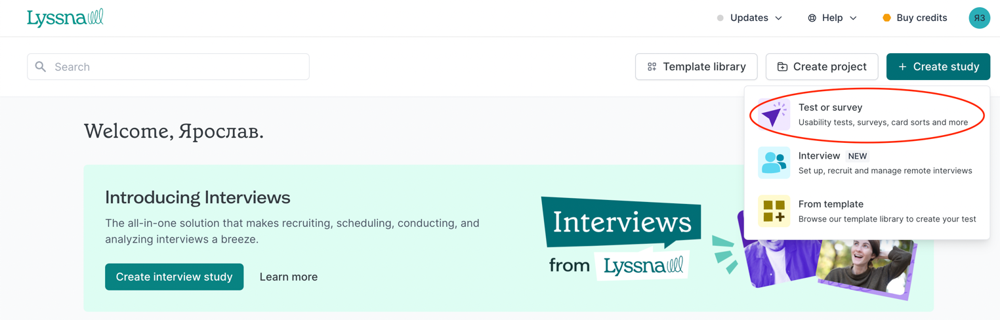 Lyssna
Updates
Help
Buy credits
ЯЗ
Search
Template library
Create project
+ Create study
Test or survey
Usability tests, surveys, card sorts and more
Interview NEW
Set up, recruit and manage remote interviews
From template
Browse our template library to create your test
Welcome, Ярослав.
Introducing Interviews
The all-in-one solution that makes recruiting, scheduling, conducting, and
analyzing interviews a breeze.
Create interview study
Learn more
Interviews
from Lyssna